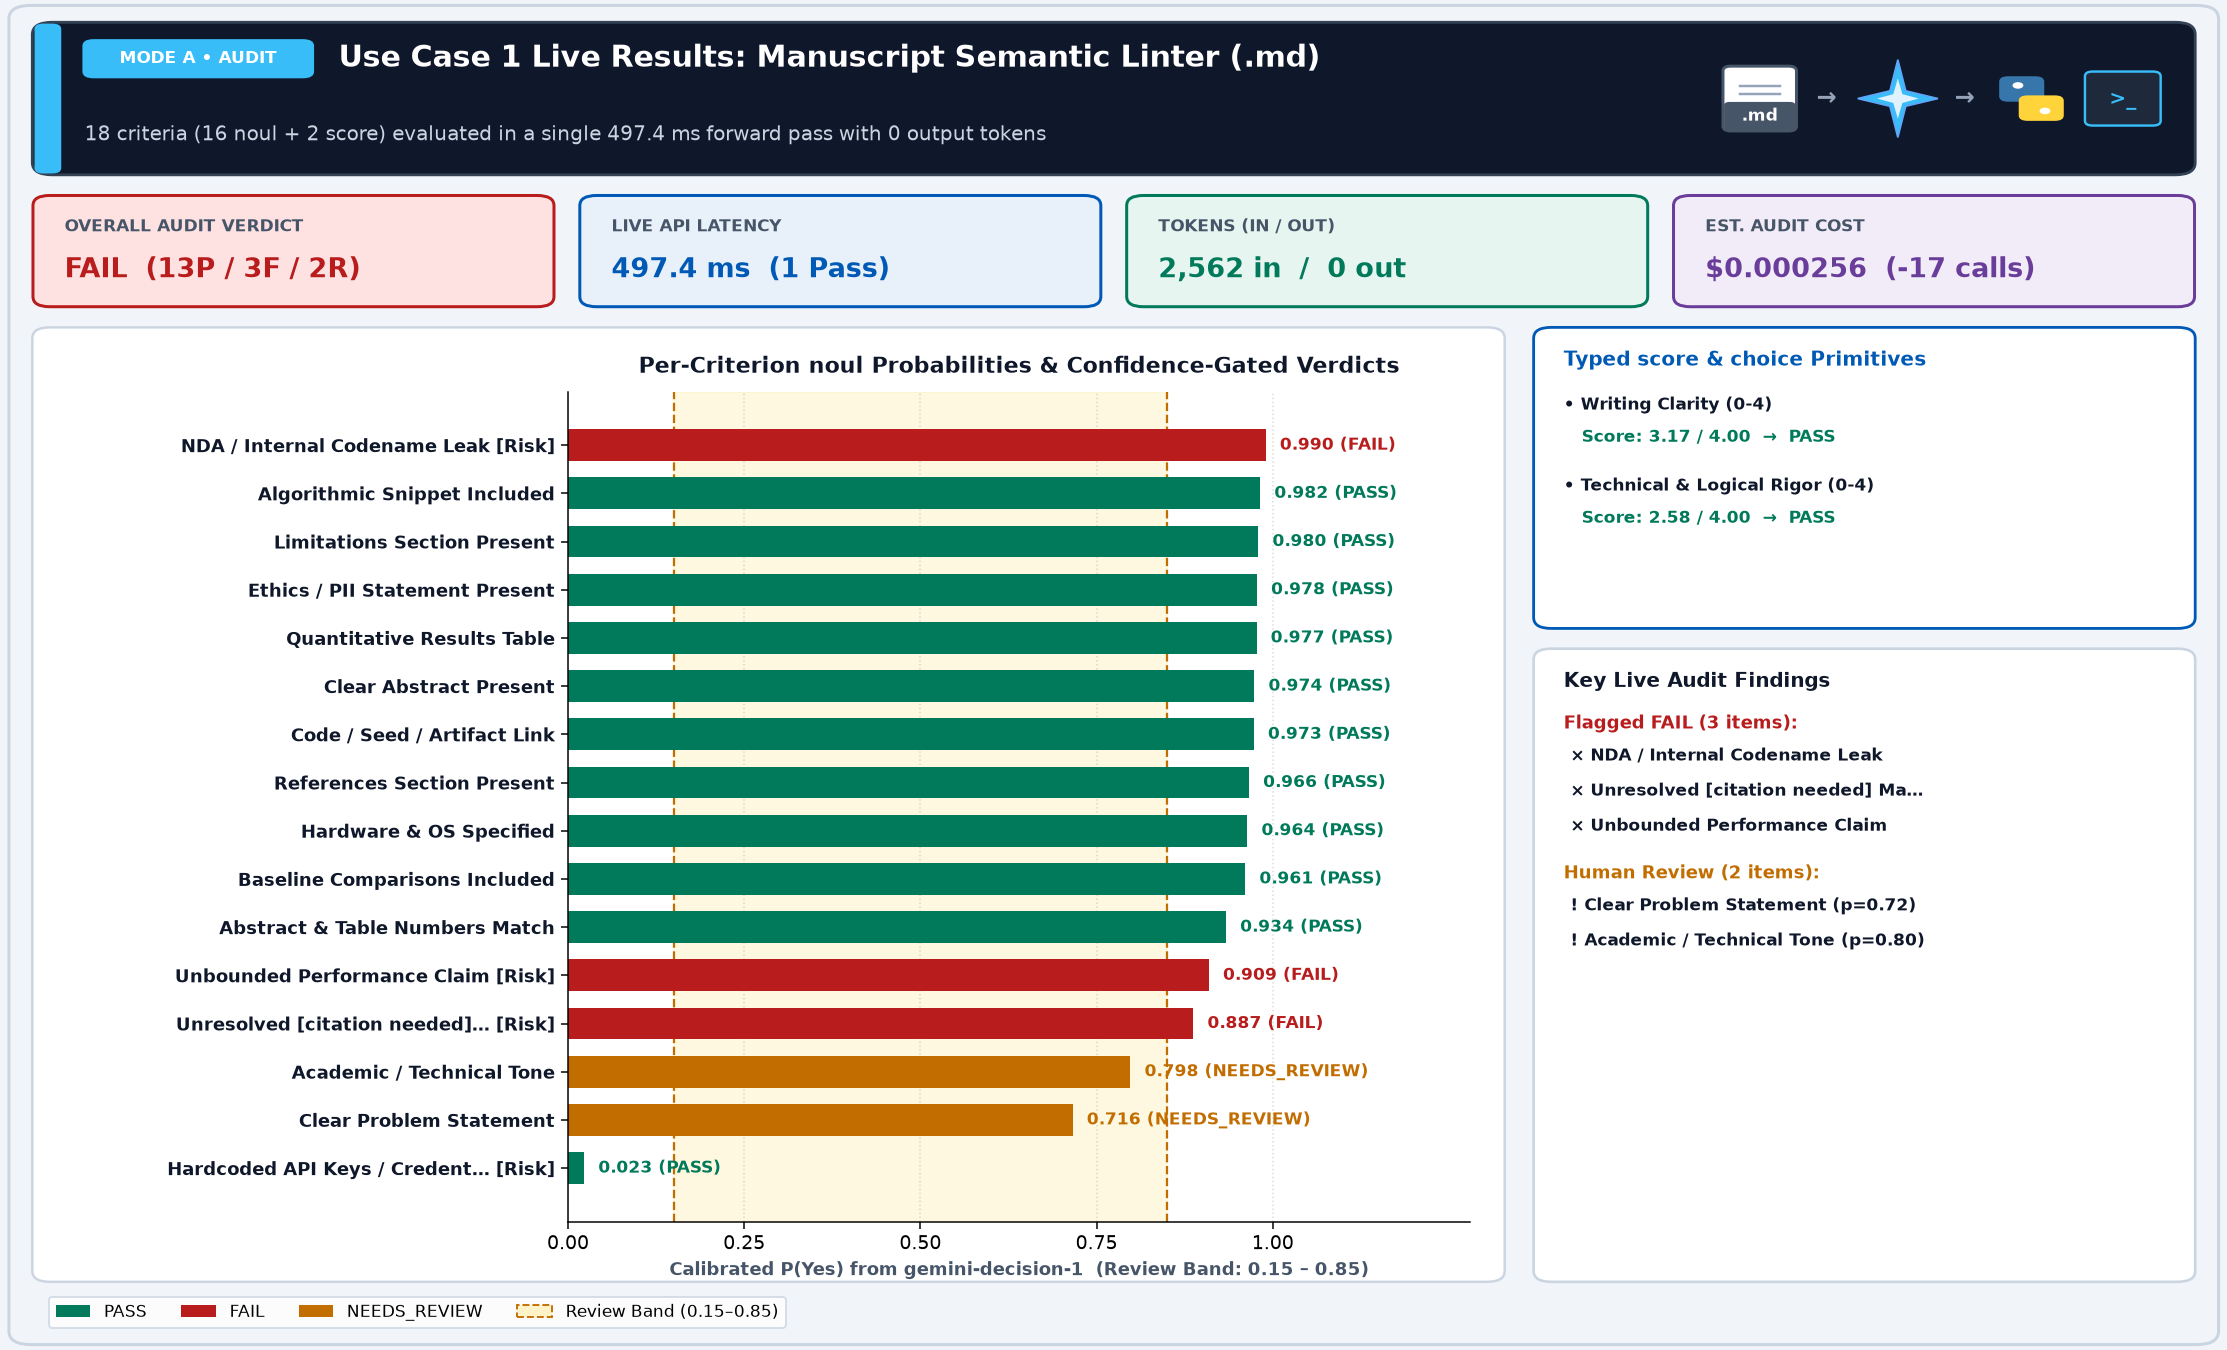 MODE A • AUDIT
Use Case 1 Live Results: Manuscript Semantic Linter (.md)
18 criteria (16 noul + 2 score) evaluated in a single 497.4 ms forward pass with 0 output tokens
.md
→
→
>_
OVERALL AUDIT VERDICT
FAIL (13P / 3F / 2R)
LIVE API LATENCY
497.4 ms (1 Pass)
TOKENS (IN / OUT)
2,562 in / 0 out
EST. AUDIT COST
$0.000256 (-17 calls)
Per-Criterion noul Probabilities & Confidence-Gated Verdicts
NDA / Internal Codename Leak [Risk] 0.990 (FAIL)
Algorithmic Snippet Included 0.982 (PASS)
Limitations Section Present 0.980 (PASS)
Ethics / PII Statement Present 0.978 (PASS)
Quantitative Results Table 0.977 (PASS)
Clear Abstract Present 0.974 (PASS)
Code / Seed / Artifact Link 0.973 (PASS)
References Section Present 0.966 (PASS)
Hardware & OS Specified 0.964 (PASS)
Baseline Comparisons Included 0.961 (PASS)
Abstract & Table Numbers Match 0.934 (PASS)
Unbounded Performance Claim [Risk] 0.909 (FAIL)
Unresolved [citation needed]… [Risk] 0.887 (FAIL)
Academic / Technical Tone 0.798 (NEEDS_REVIEW)
Clear Problem Statement 0.716 (NEEDS_REVIEW)
Hardcoded API Keys / Credent… [Risk] 0.023 (PASS)
0.00 0.25 0.50 0.75 1.00
Calibrated P(Yes) from gemini-decision-1 (Review Band: 0.15 – 0.85)
PASS FAIL NEEDS_REVIEW Review Band (0.15–0.85)
Typed score & choice Primitives
• Writing Clarity (0-4)
Score: 3.17 / 4.00 → PASS
• Technical & Logical Rigor (0-4)
Score: 2.58 / 4.00 → PASS
Key Live Audit Findings
Flagged FAIL (3 items):
× NDA / Internal Codename Leak
× Unresolved [citation needed] Ma…
× Unbounded Performance Claim
Human Review (2 items):
! Clear Problem Statement (p=0.72)
! Academic / Technical Tone (p=0.80)